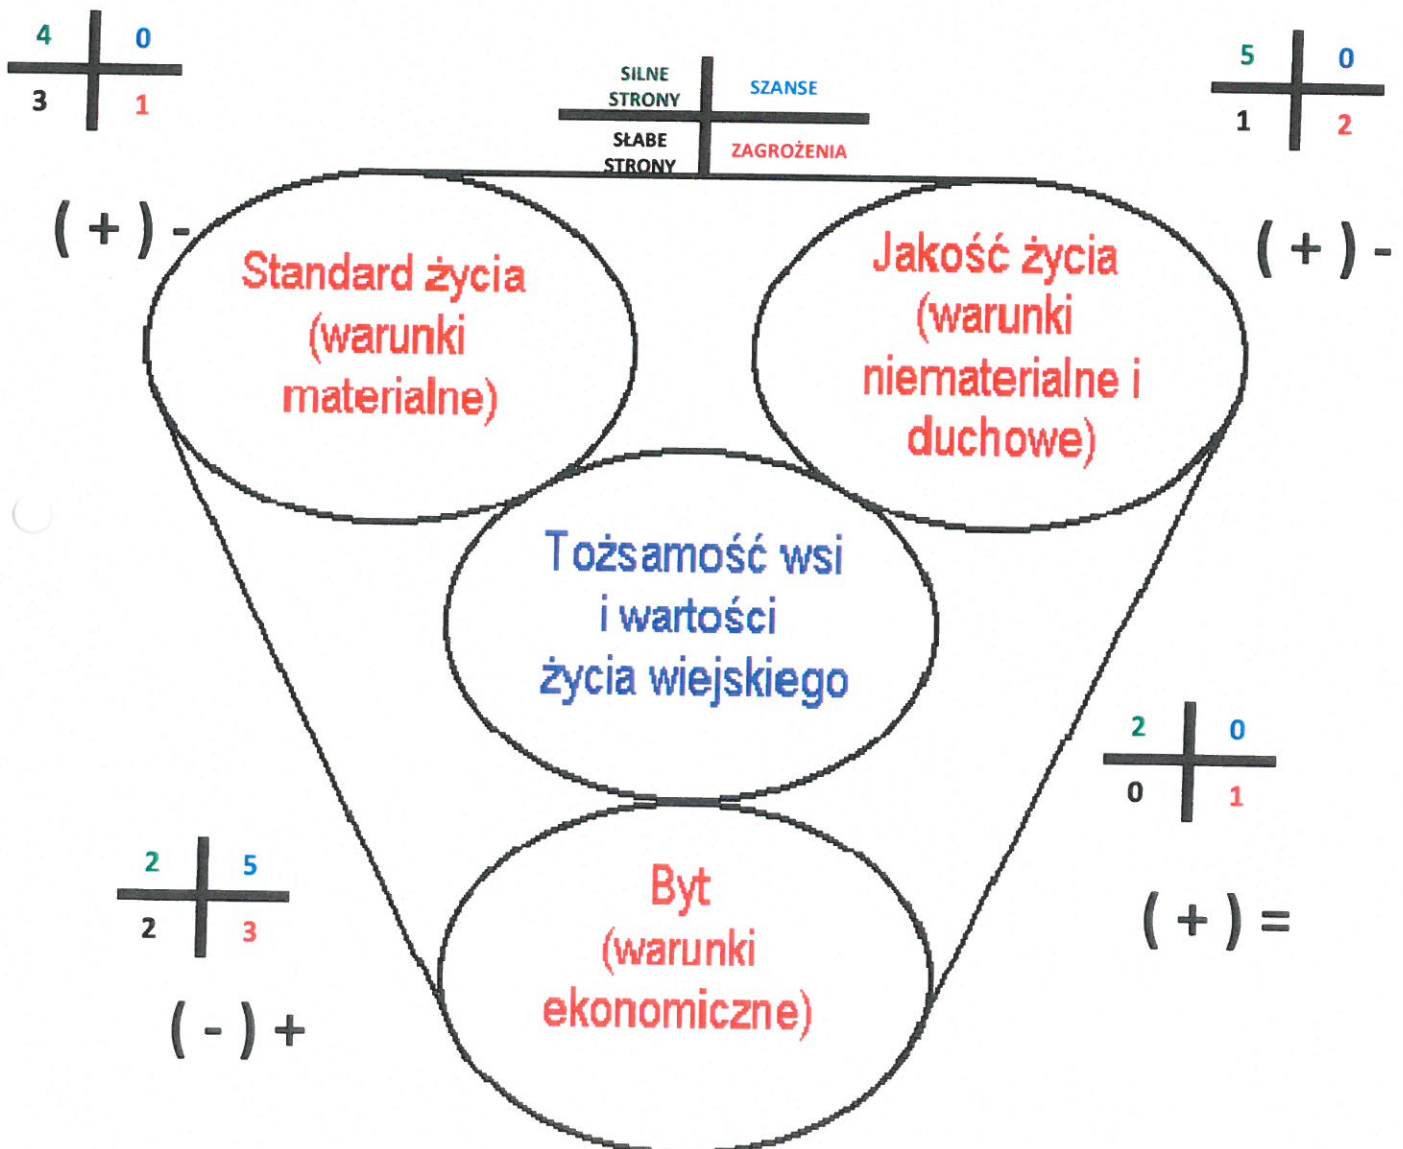 4 0
3 1
( + ) -
SILNE
STRONY
SZANSE
SŁABE
STRONY
ZAGROŻENIA
5 0
1 2
( + ) -
Standard życia
(warunki
materialne)
Jakość życia
(warunki
niematerialne i
duchowe)
Tożsamość wsi
i wartości
życia wiejskiego
2 0
0 1
( + ) =
2 5
2 3
( - ) +
Byt
(warunki
ekonomiczne)